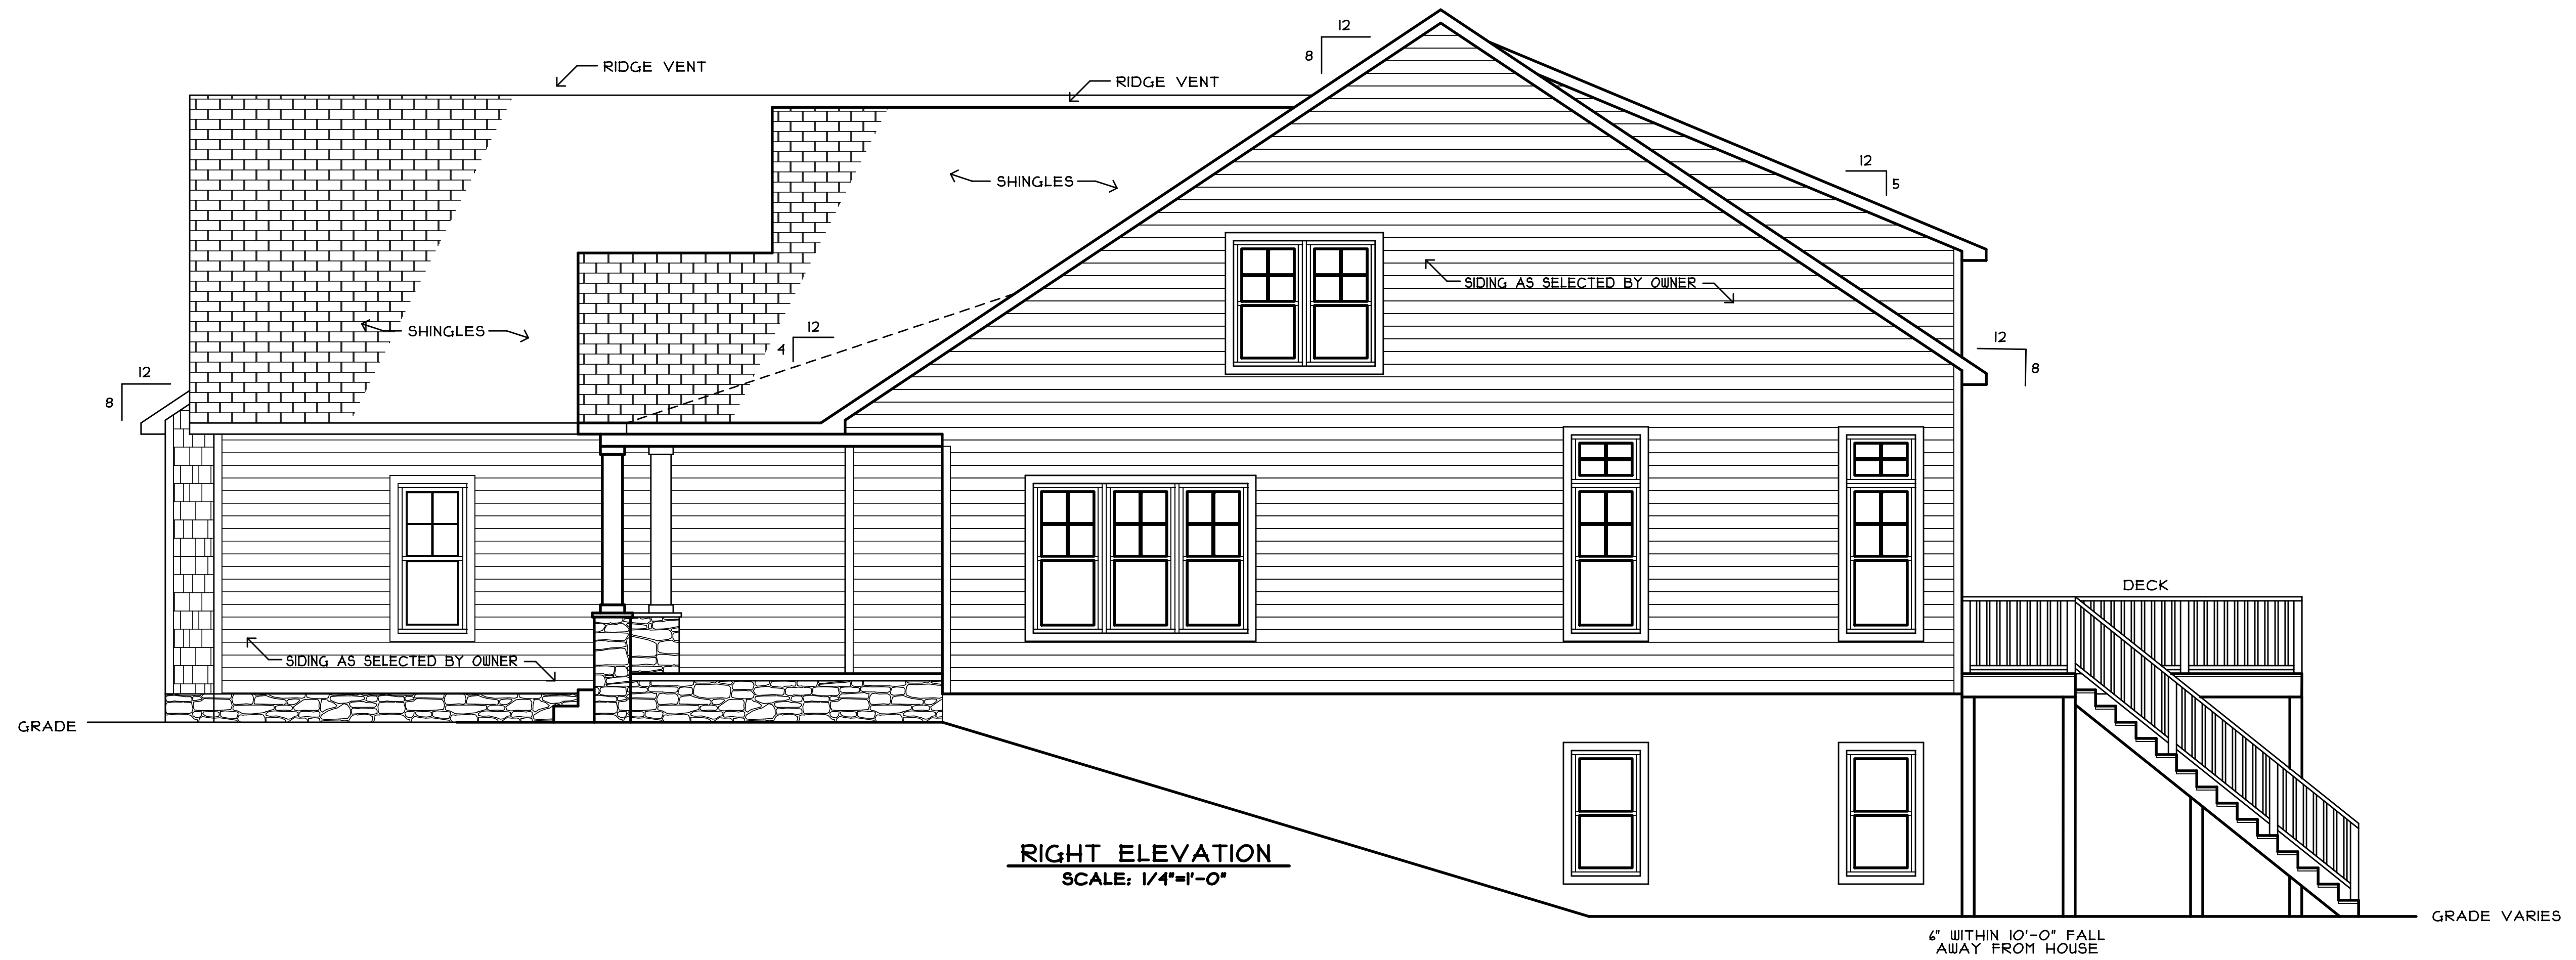 12
8
RIDGE VENT
RIDGE VENT
12
5
SHINGLES
SIDING AS SELECTED BY OWNER
12
4
SHINGLES
12
8
12
8
DECK
SIDING AS SELECTED BY OWNER
GRADE
RIGHT ELEVATION
SCALE: 1/4"=1'-0"
GRADE VARIES
6" WITHIN 10'-0" FALL
AWAY FROM HOUSE